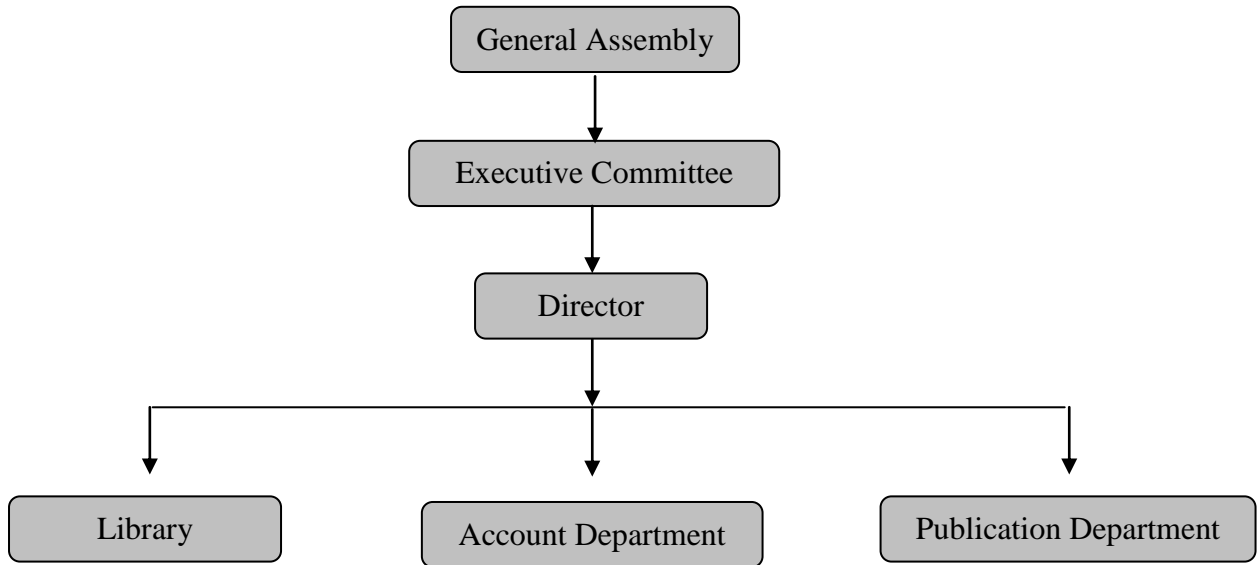 General Assembly
Executive Committee
Director
Library
Account Department
Publication Department